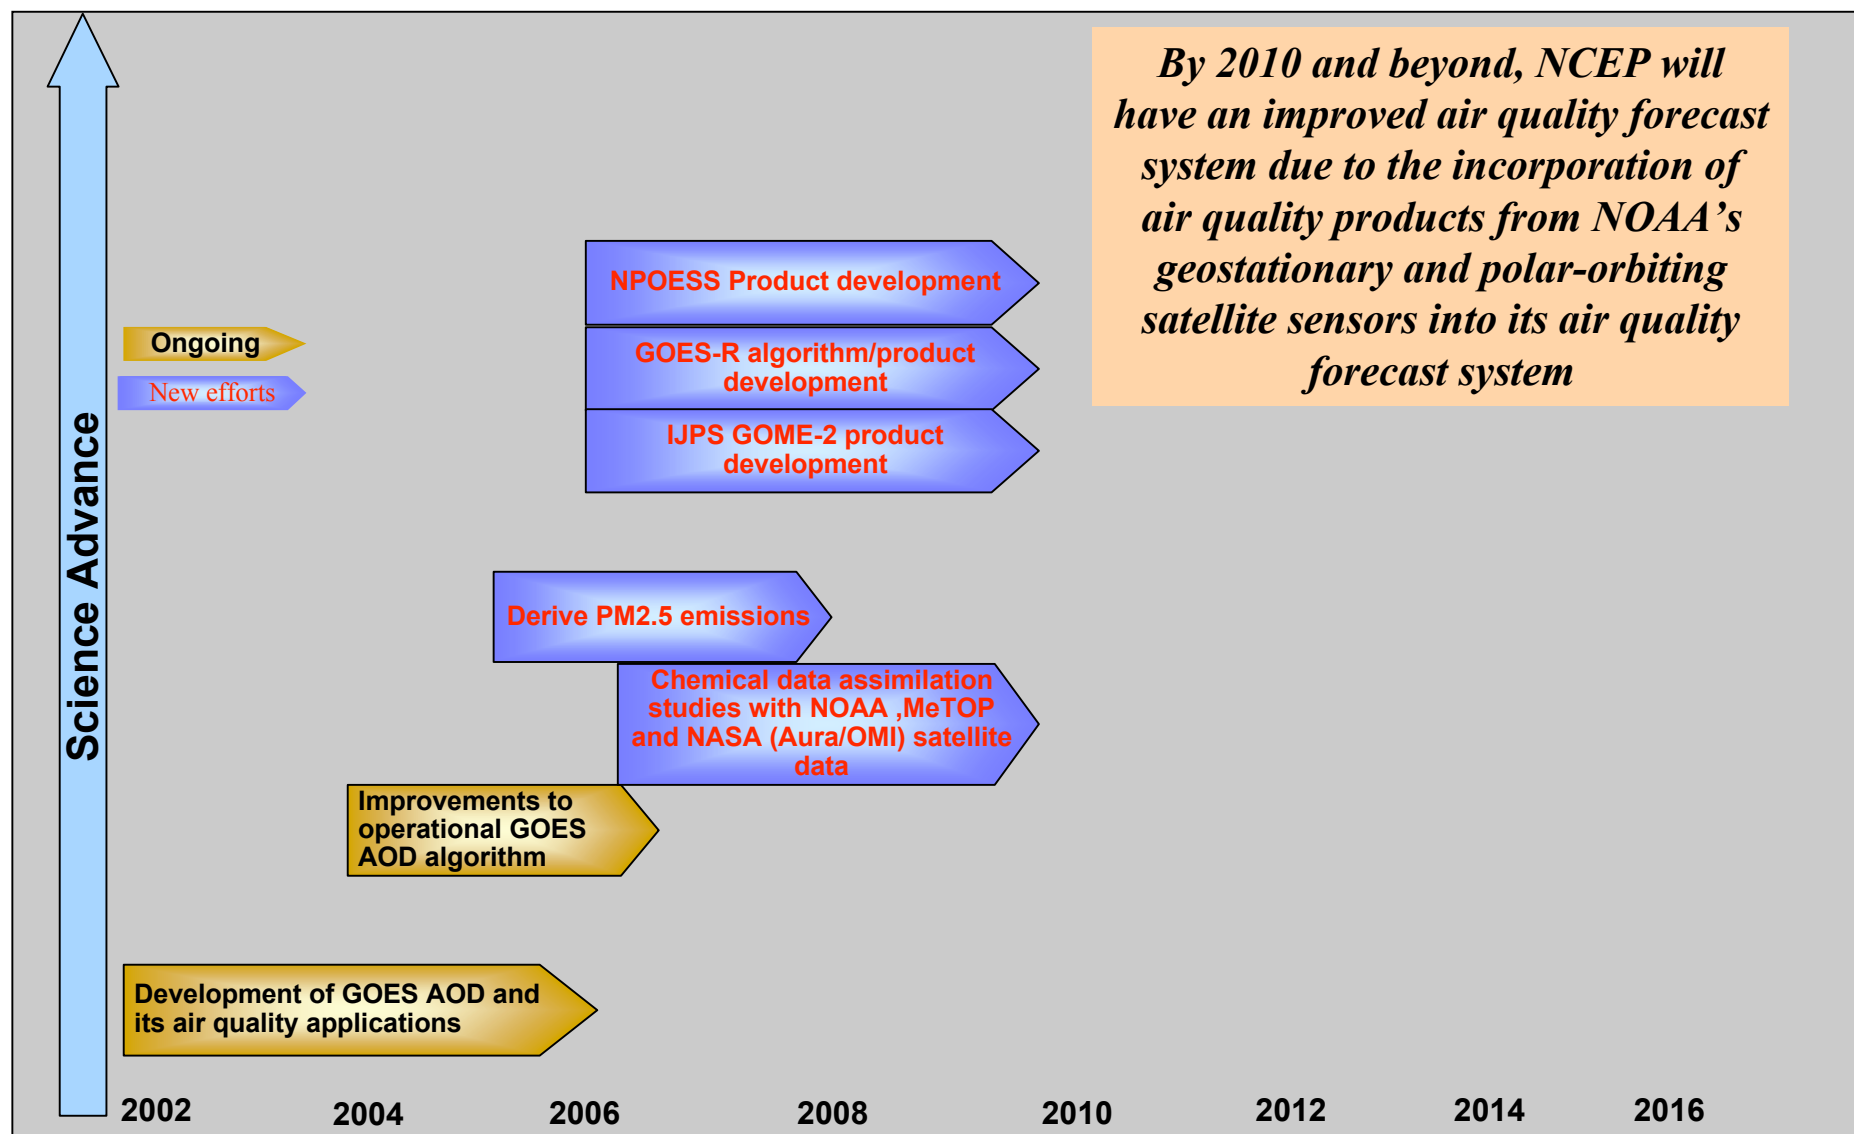 By 2010 and beyond, NCEP will
have an improved air quality forecast
system due to the incorporation of
air quality products from NOAA's
geostationary and polar-orbiting
satellite sensors into its air quality
forecast system
NPOESS Product development
Ongoing
GOES-R algorithm/product
development
New efforts
IJPS GOME-2 product
development
Science Advance
Derive PM2.5 emissions
Chemical data assimilation
studies with NOAA ,MeTOP
and NASA (Aura/OMI) satellite
data
Improvements to
operational GOES
AOD algorithm
Development of GOES AOD and
its air quality applications
2002 2004 2006 2008 2010 2012 2014 2016